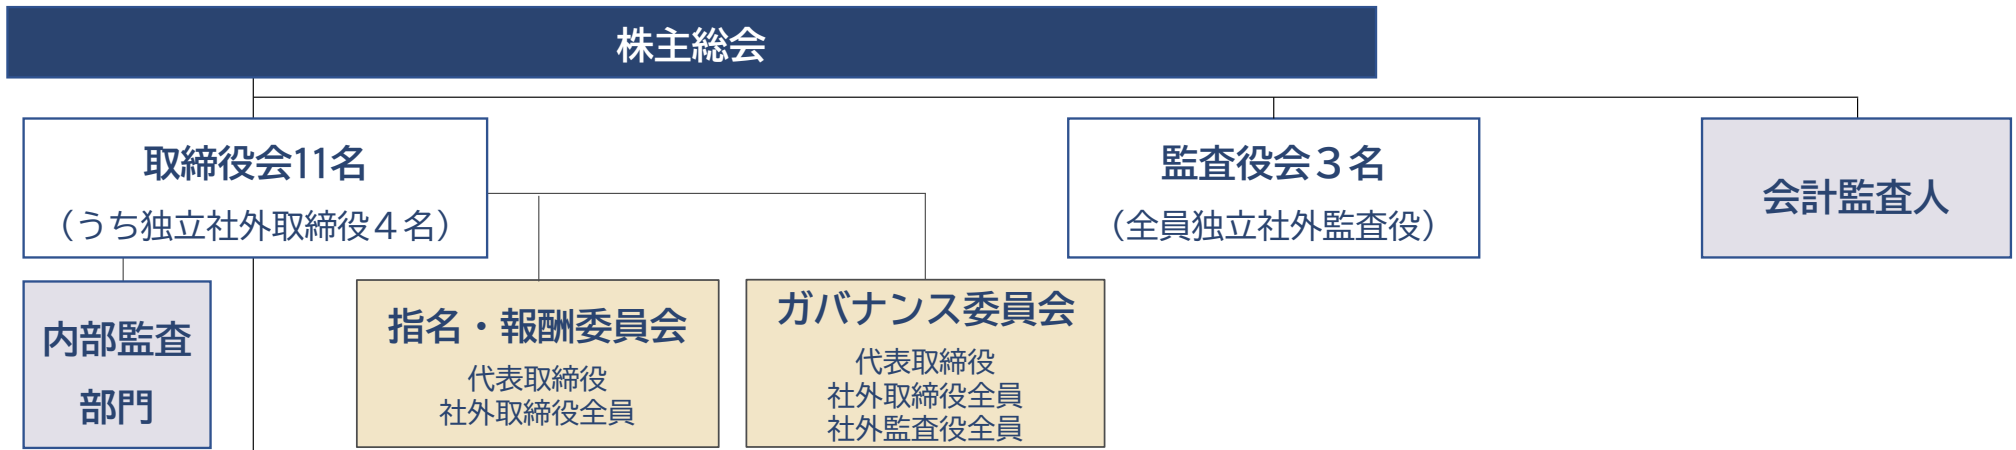 株主総会
取締役会11名
（うち独立社外取締役４名）
監査役会３名
（全員独立社外監査役）
会計監査人
内部監査
部門
指名・報酬委員会
代表取締役
社外取締役全員
ガバナンス委員会
代表取締役
社外取締役全員
社外監査役全員